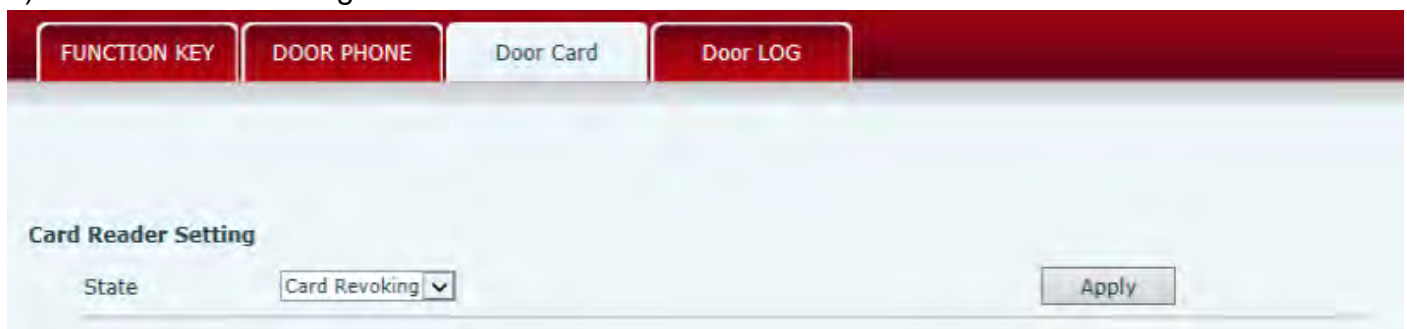 FUNCTION KEY DOOR PHONE Door Card Door LOG
Card Reader Setting
State Card Revoking Apply